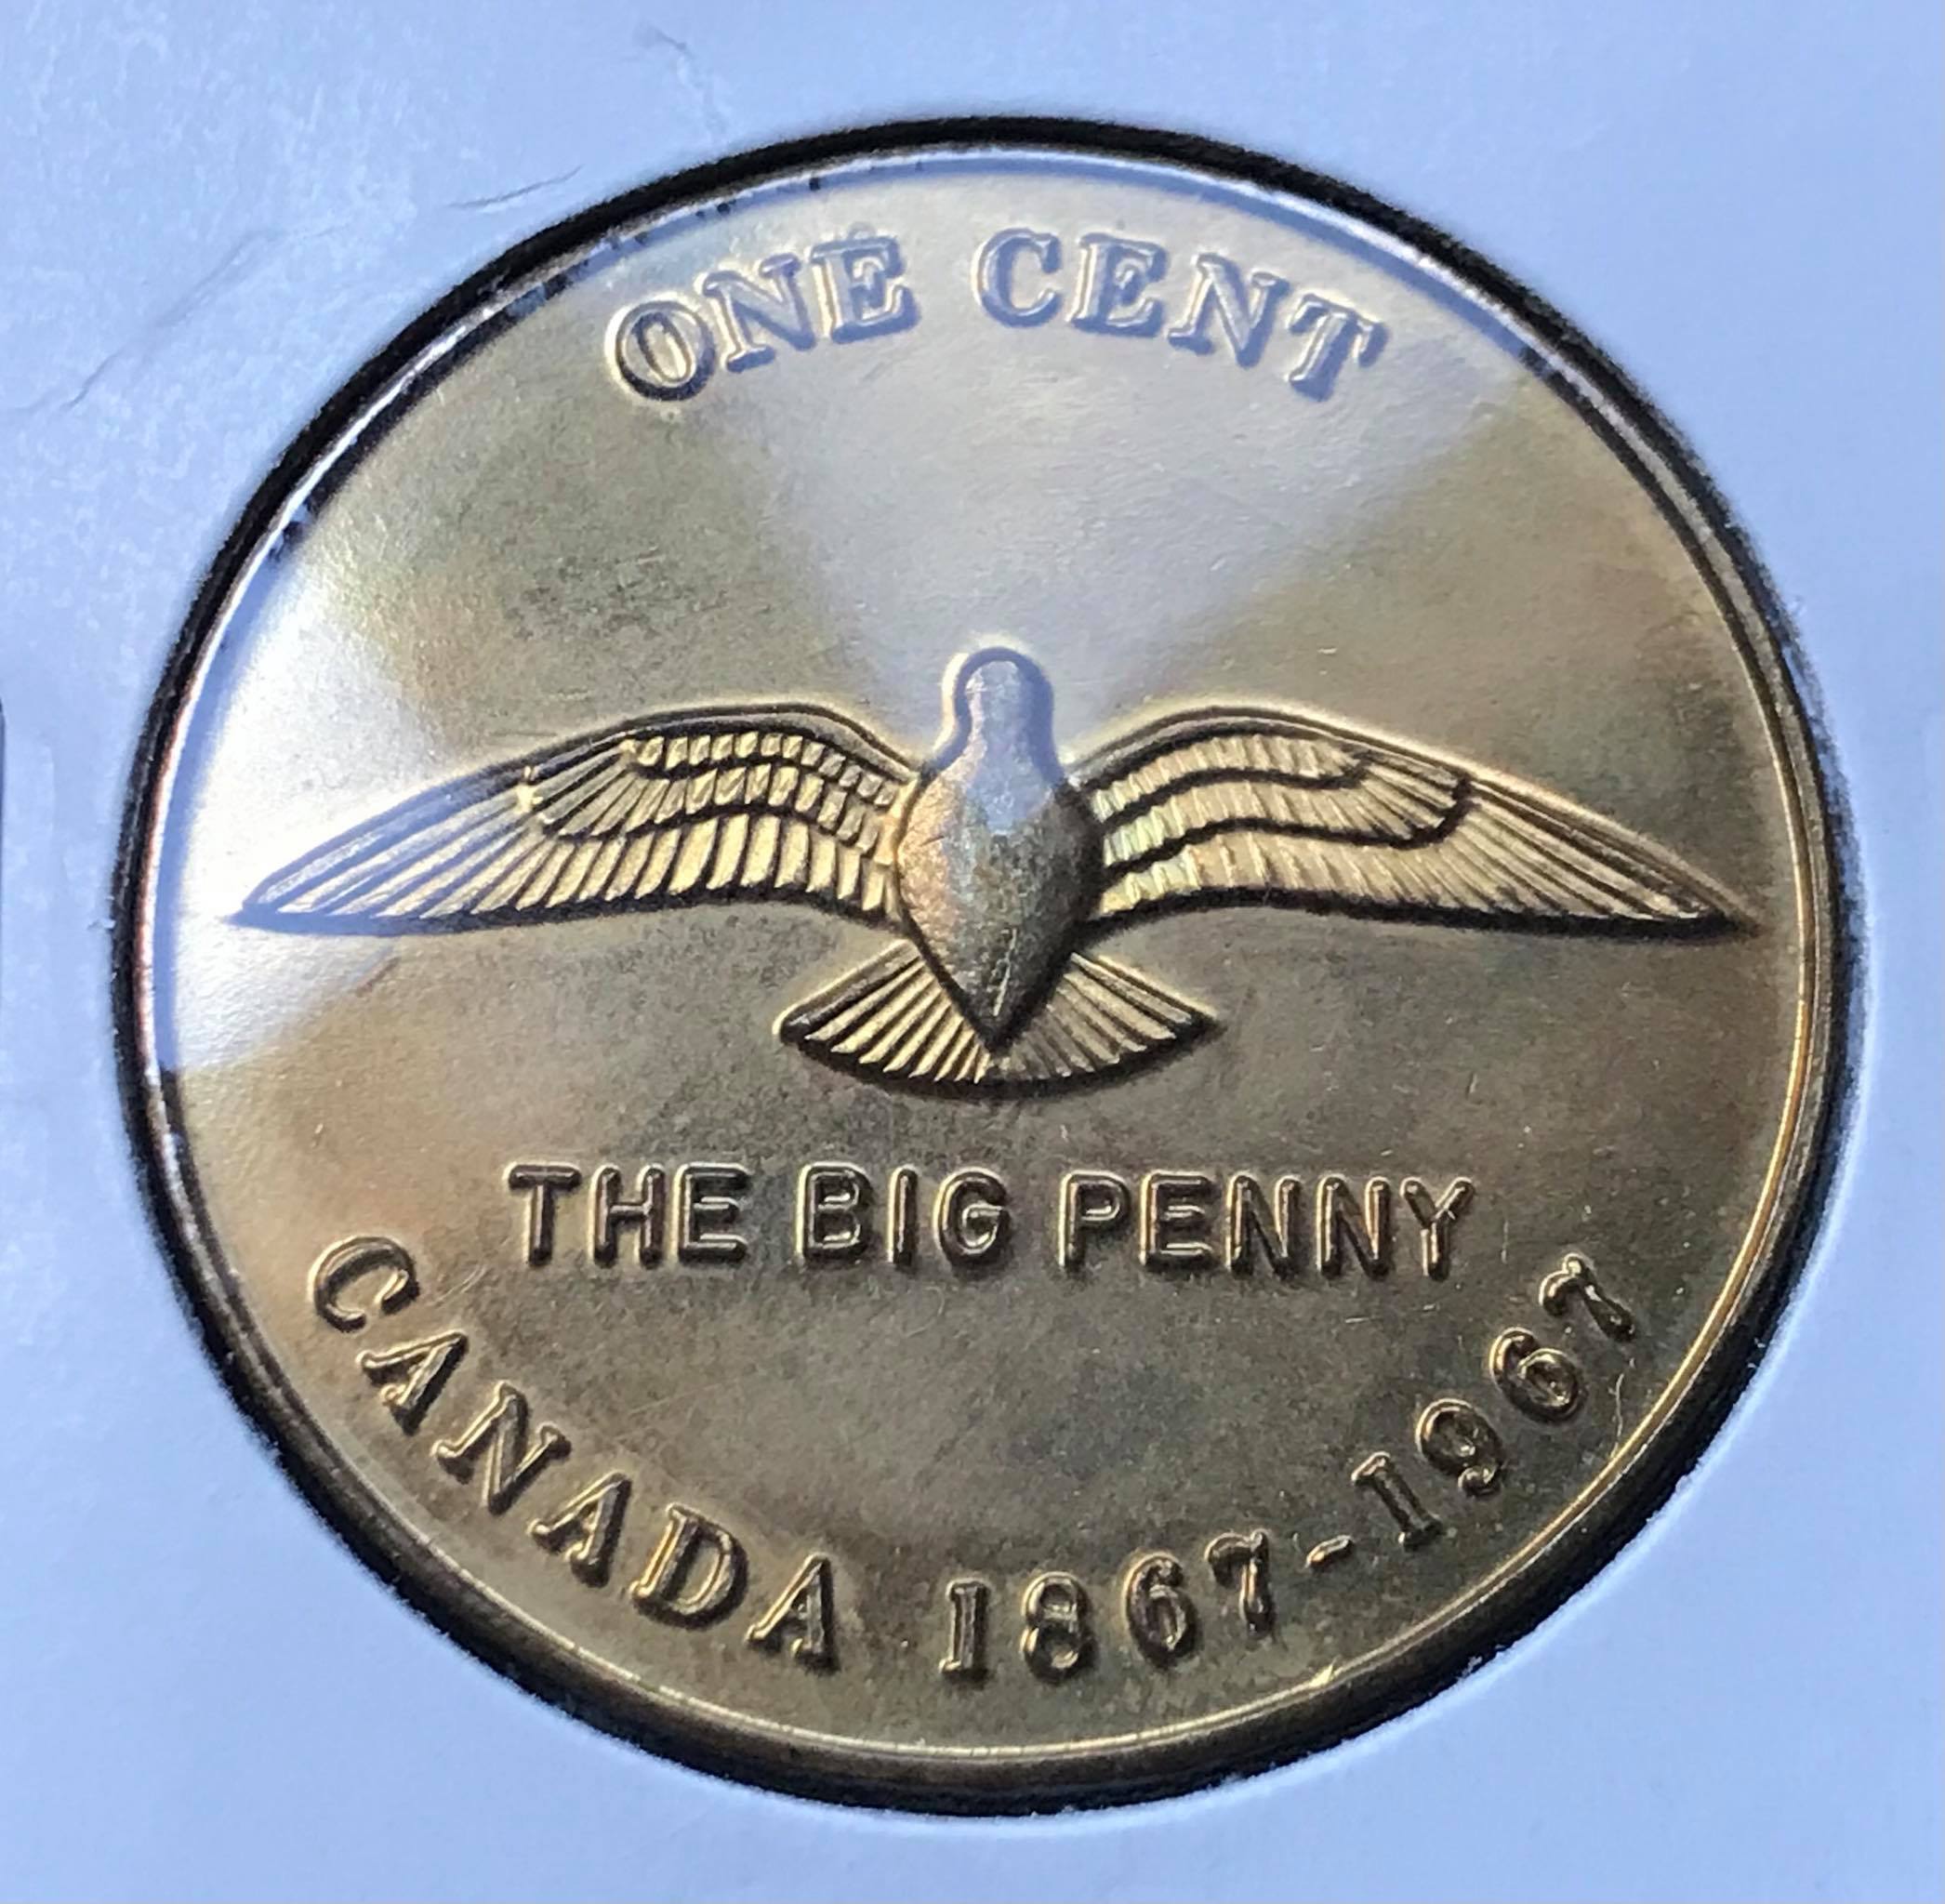 ONE CENT
THE BIG PENNY
CANADA 1867-1967